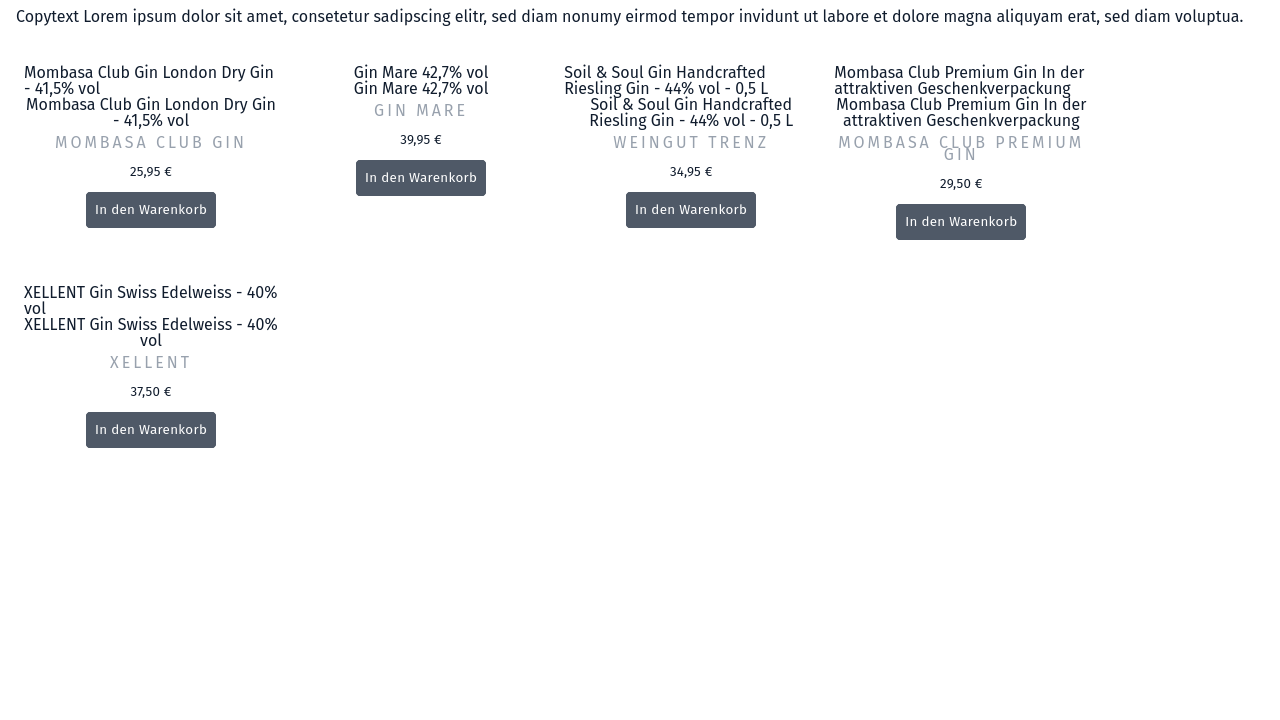 Copytext Lorem ipsum dolor sit amet, consetetur sadipscing elitr, sed diam nonumy eirmod tempor invidunt ut labore et dolore magna aliquyam erat, sed diam voluptua.
Mombasa Club Gin London Dry Gin
- 41,5% vol
Mombasa Club Gin London Dry Gin
- 41,5% vol
MOMBASA CLUB GIN
25,95 €
In den Warenkorb
Gin Mare 42,7% vol
Gin Mare 42,7% vol
GIN MARE
39,95 €
In den Warenkorb
Soil & Soul Gin Handcrafted
Riesling Gin - 44% vol - 0,5 L
Soil & Soul Gin Handcrafted
Riesling Gin - 44% vol - 0,5 L
WEINGUT TRENZ
34,95 €
In den Warenkorb
Mombasa Club Premium Gin In der
attraktiven Geschenkverpackung
Mombasa Club Premium Gin In der
attraktiven Geschenkverpackung
MOMBASA CLUB PREMIUM
GIN
29,50 €
In den Warenkorb
XELLENT Gin Swiss Edelweiss - 40%
vol
XELLENT Gin Swiss Edelweiss - 40%
vol
XELLENT
37,50 €
In den Warenkorb